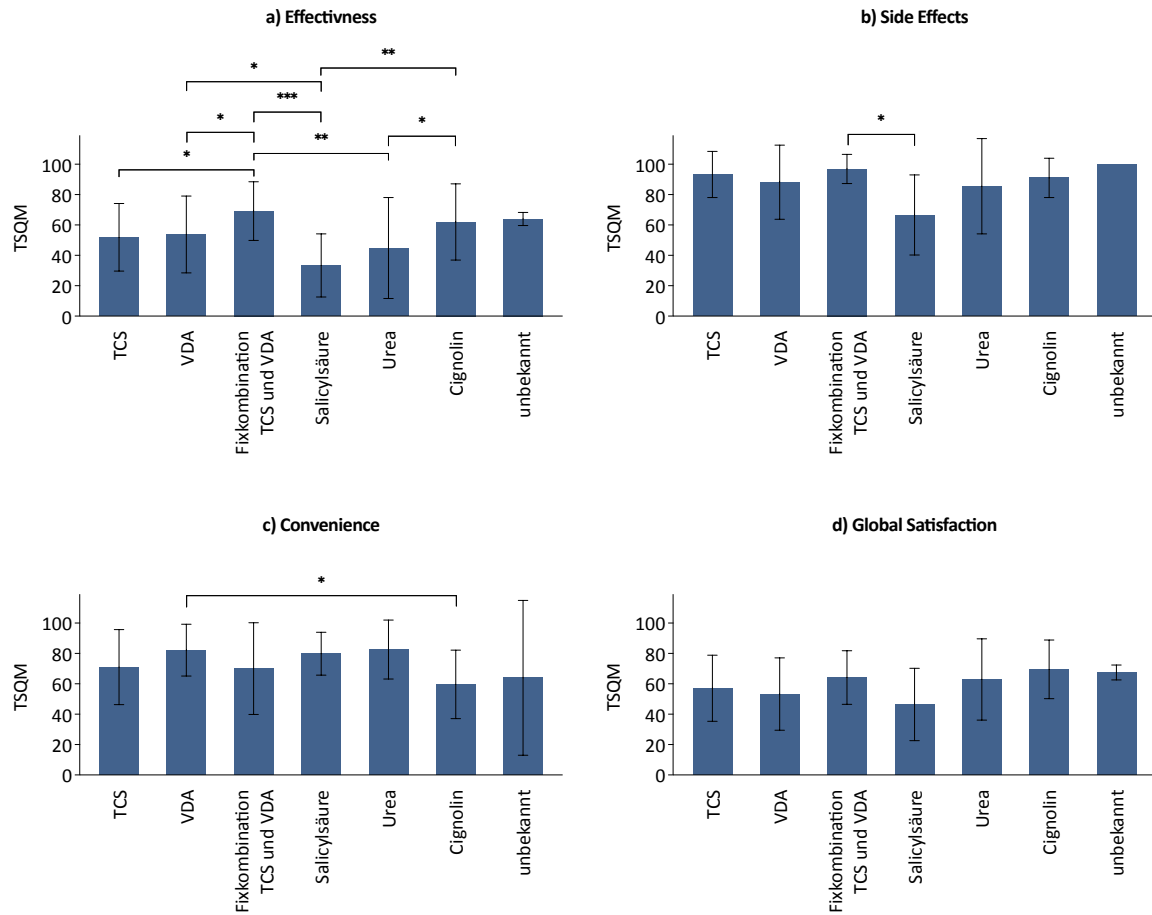 a) Effectivness
*
**
*
***
*
**
*
TSQM
100
80
60
40
20
0
TCS
VDA
Fixkombination
TCS und VDA
Salicylsäure
Urea
Cignolin
unbekannt
b) Side Effects
*
TSQM
100
80
60
40
20
0
TCS
VDA
Fixkombination
TCS und VDA
Salicylsäure
Urea
Cignolin
unbekannt
c) Convenience
*
TSQM
100
80
60
40
20
0
TCS
VDA
Fixkombination
TCS und VDA
Salicylsäure
Urea
Cignolin
unbekannt
d) Global Satisfaction
TSQM
100
80
60
40
20
0
TCS
VDA
Fixkombination
TCS und VDA
Salicylsäure
Urea
Cignolin
unbekannt